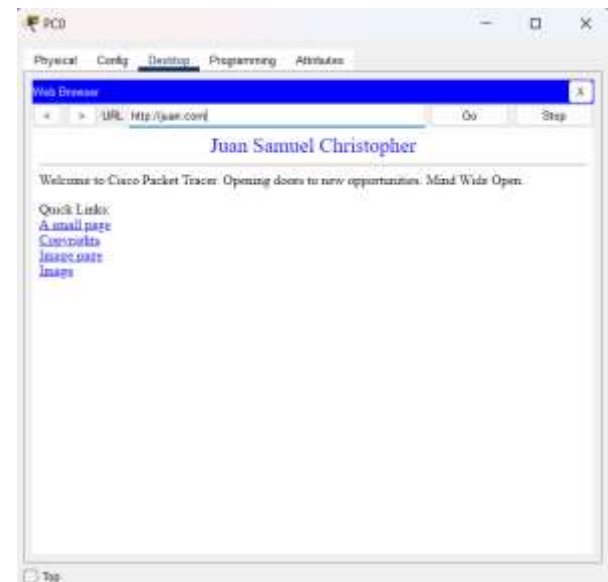 PC0
Physical Config Desktop Programming Attributes
Web Browser X
< > URL http://juan.com Go Stop
Juan Samuel Christopher
Welcome to Cisco Packet Tracer. Opening doors to new opportunities. Mind Wide Open.
Quick Links:
A small page
Copyrights
Image page
Image
Top